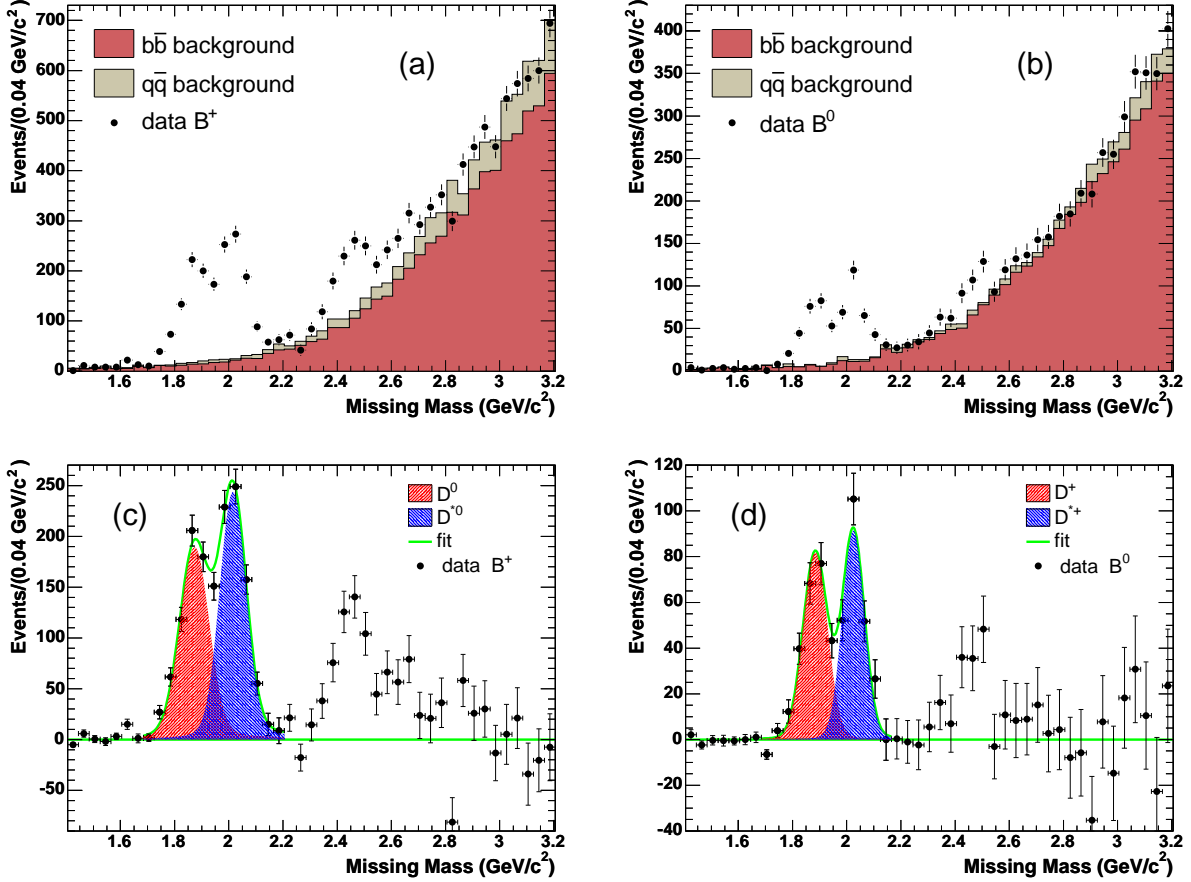 Events/(0.04 GeV/c²)
700
600
500
400
300
200
100
0
bb̄ background
qq̄ background
data B⁺
(a)
1.6 1.8 2 2.2 2.4 2.6 2.8 3 3.2
Missing Mass (GeV/c²)
Events/(0.04 GeV/c²)
400
350
300
250
200
150
100
50
0
bb̄ background
qq̄ background
data B⁰
(b)
1.6 1.8 2 2.2 2.4 2.6 2.8 3 3.2
Missing Mass (GeV/c²)
Events/(0.04 GeV/c²)
250
200
150
100
50
0
-50
(c)
D⁰
D*⁰
fit
data B⁺
1.6 1.8 2 2.2 2.4 2.6 2.8 3 3.2
Missing Mass (GeV/c²)
Events/(0.04 GeV/c²)
120
100
80
60
40
20
0
-20
-40
(d)
D⁺
D*⁺
fit
data B⁰
1.6 1.8 2 2.2 2.4 2.6 2.8 3 3.2
Missing Mass (GeV/c²)